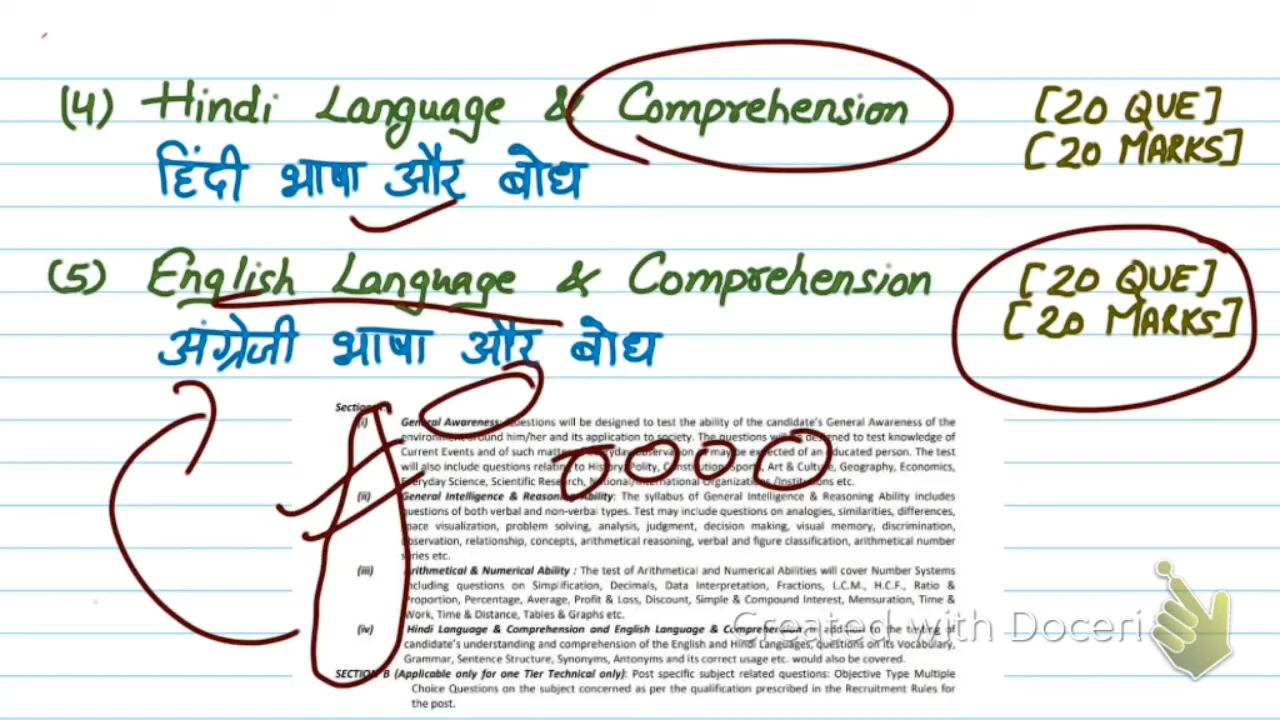 (4) Hindi Language & Comprehension [20 QUE]
[20 MARKS]
हिंदी भाषा और बोध
(5) English Language & Comprehension [20 QUE]
[20 MARKS]
अंग्रेजी भाषा और बोध
Section
(i) General Awareness: Questions will be designed to test the ability of the candidate's General Awareness of the
environment around him/her and its application to society. The questions will be designed to test knowledge of
Current Events and of such matters everyday observation may be expected of an educated person. The test
will also include questions relating to History, Polity, Constitution, Sports, Art & Culture, Geography, Economics,
Everyday Science, Scientific Research, National/International Organizations /Institutions etc.
(ii) General Intelligence & Reasoning Ability: The syllabus of General Intelligence & Reasoning Ability includes
questions of both verbal and non-verbal types. Test may include questions on analogies, similarities, differences,
space visualization, problem solving, analysis, judgment, decision making, visual memory, discrimination,
observation, relationship, concepts, arithmetical reasoning, verbal and figure classification, arithmetical number
series etc.
(iii) Arithmetical & Numerical Ability : The test of Arithmetical and Numerical Abilities will cover Number Systems
including questions on Simplification, Decimals, Data Interpretation, Fractions, L.C.M., H.C.F., Ratio &
Proportion, Percentage, Average, Profit & Loss, Discount, Simple & Compound Interest, Mensuration, Time &
Work, Time & Distance, Tables & Graphs etc.
(iv) Hindi Language & Comprehension and English Language & Comprehension In addition to the testing of
candidate's understanding and comprehension of the English and Hindi Languages, questions on its Vocabulary,
Grammar, Sentence Structure, Synonyms, Antonyms and its correct usage etc. would also be covered.
SECTION B (Applicable only for one Tier Technical only): Post specific subject related questions: Objective Type Multiple
Choice Questions on the subject concerned as per the qualification prescribed in the Recruitment Rules for
the post.
Created with Doceri